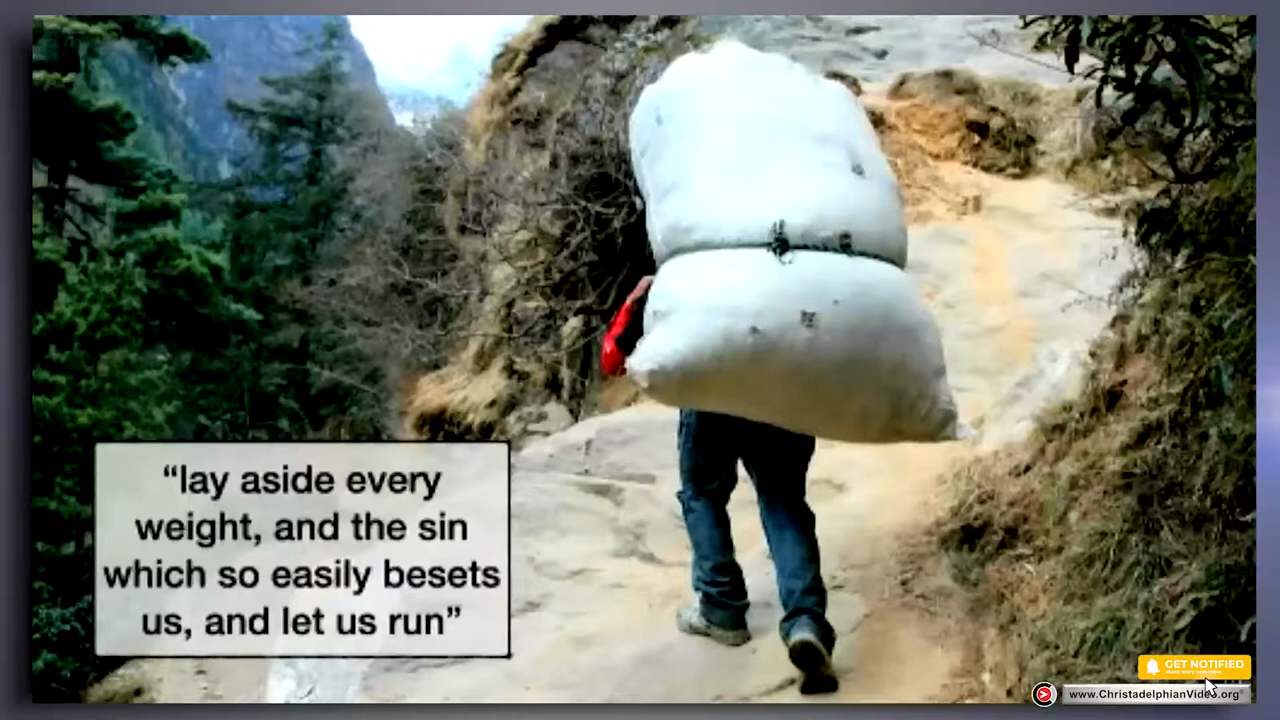 “lay aside every
weight, and the sin
which so easily besets
us, and let us run”
GET NOTIFIED
www.ChristadelphianVideo.org